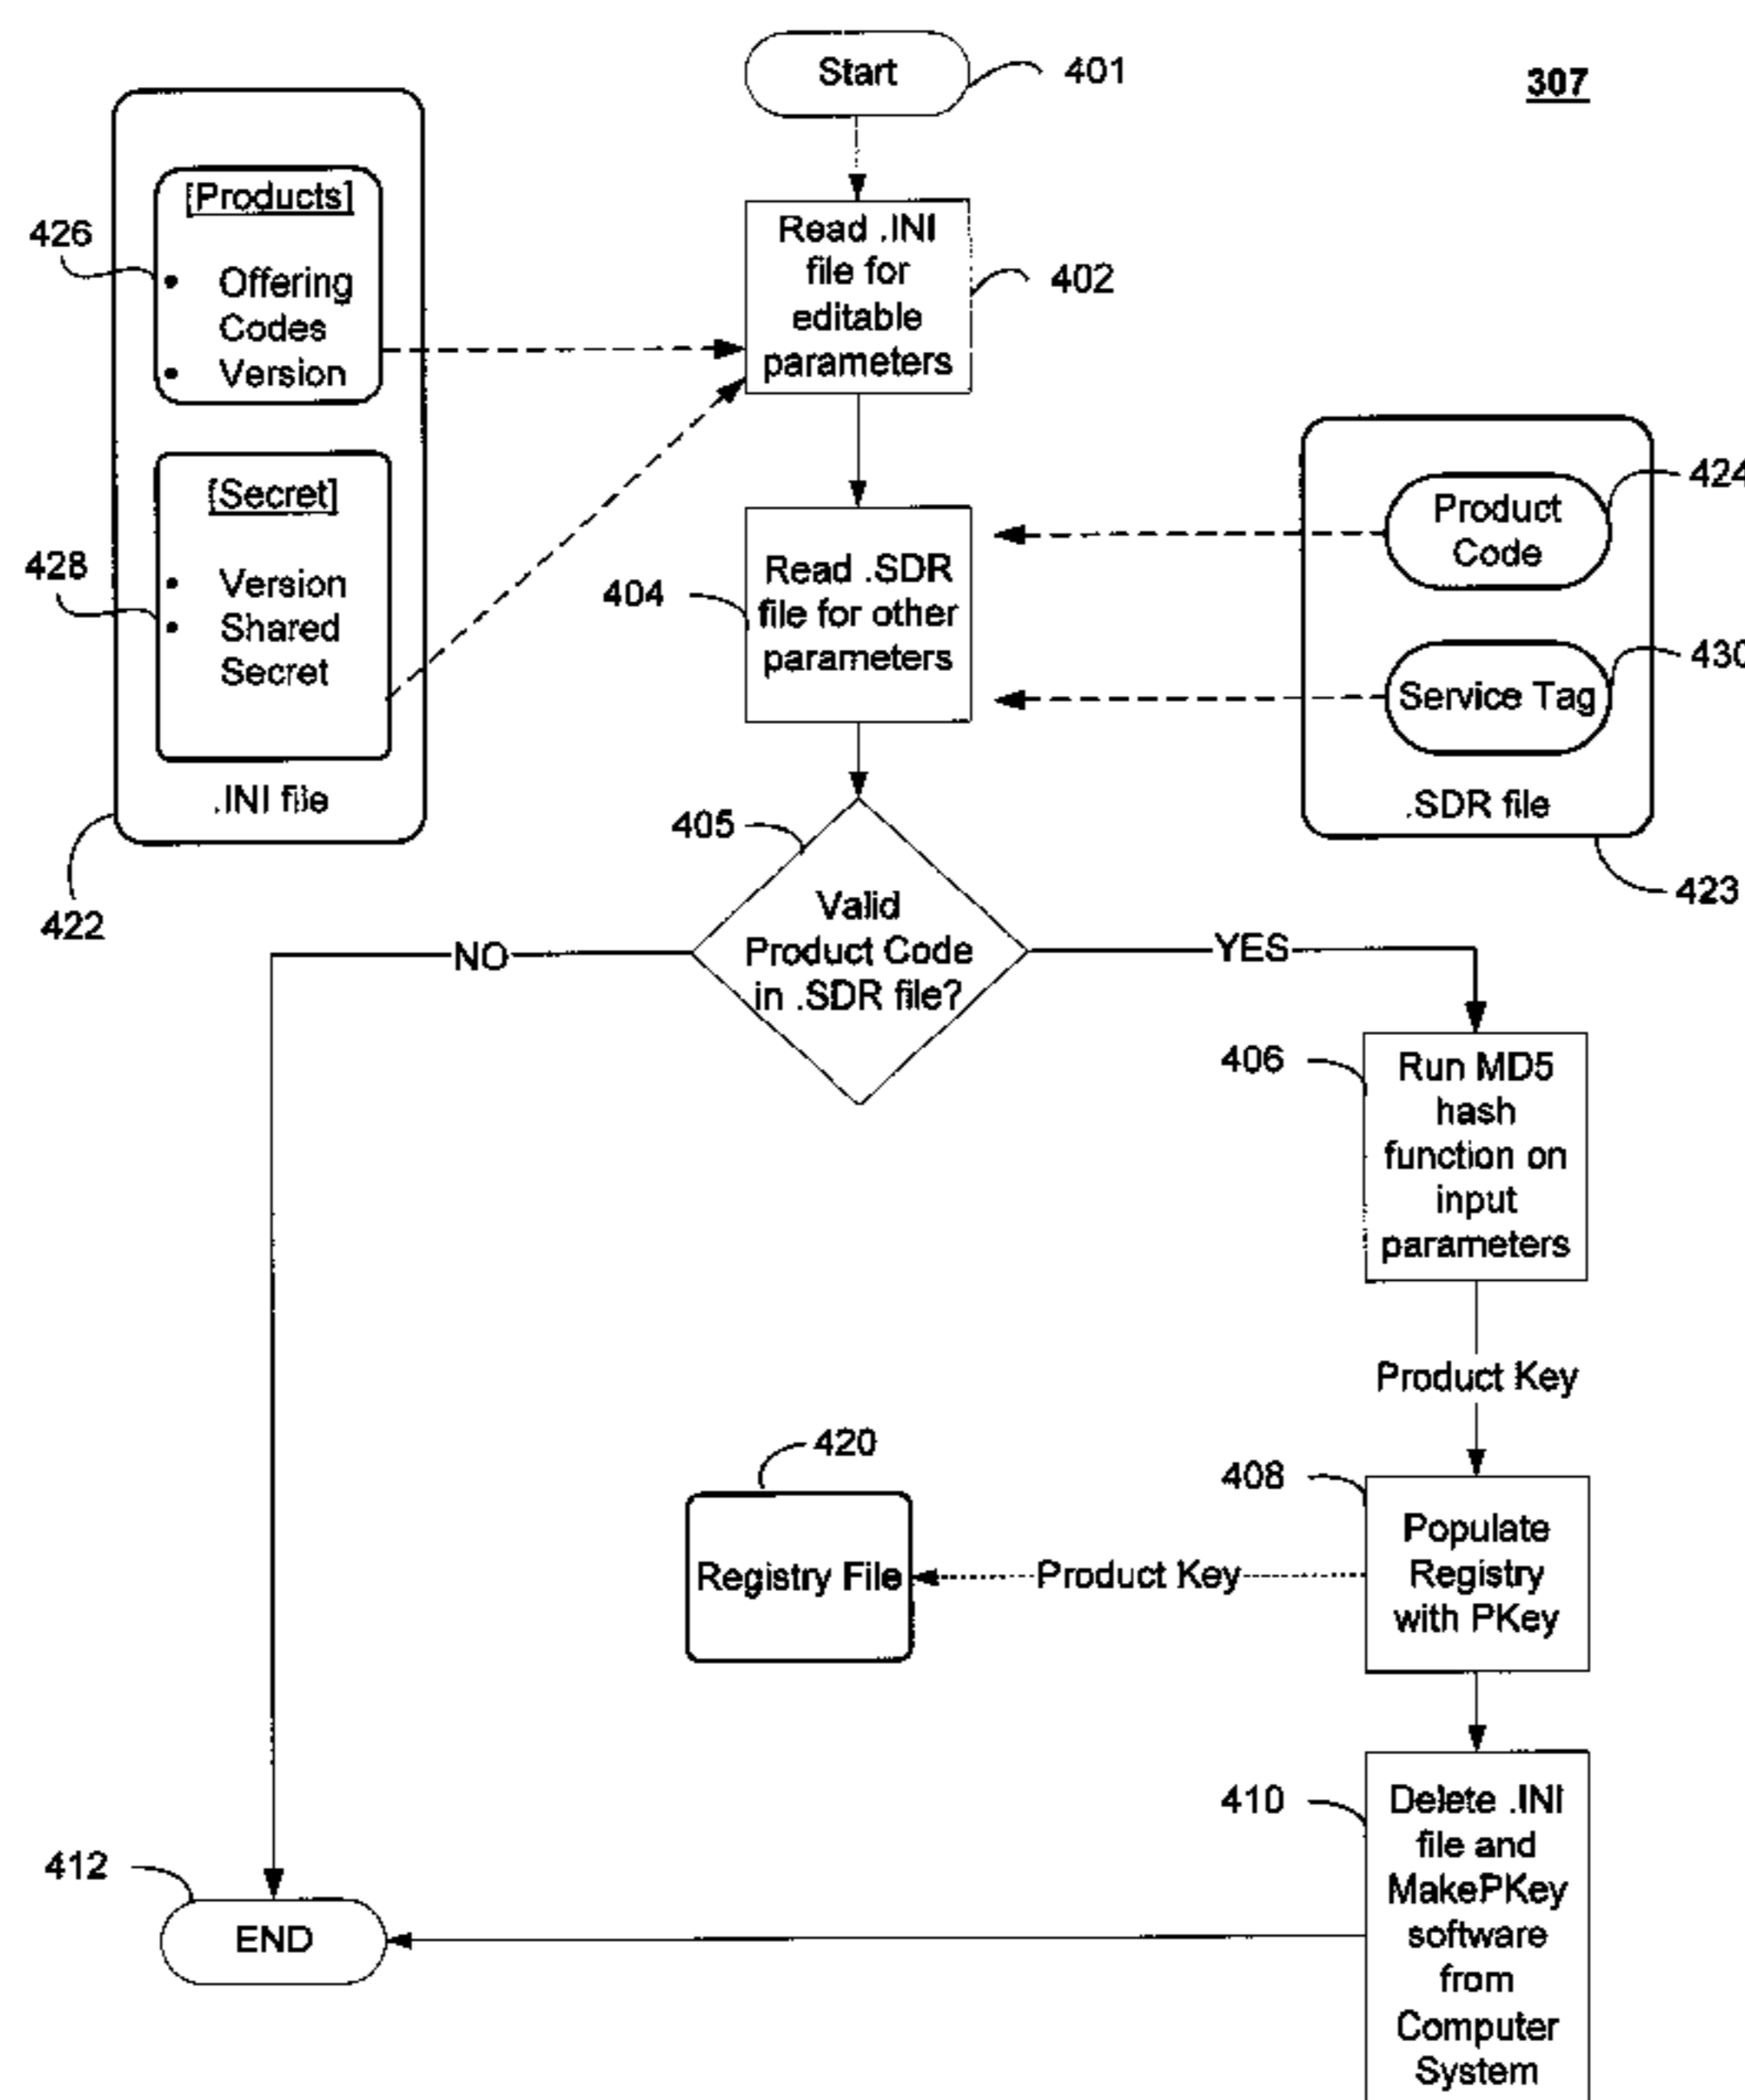 Start
401
307
[Products]
426
• Offering
Codes
• Version
Read .INI
file for
editable
parameters
402
[Secret]
428
• Version
• Shared
Secret
.INI file
422
Read .SDR
file for other
parameters
404
Product
Code
424
Service Tag
430
.SDR file
423
405
Valid
Product Code
in .SDR file?
NO
YES
406
Run MD5
hash
function on
input
parameters
Product Key
420
Registry File
Product Key
408
Populate
Registry
with PKey
410
Delete .INI
file and
MakePKey
software
from
Computer
System
412
END